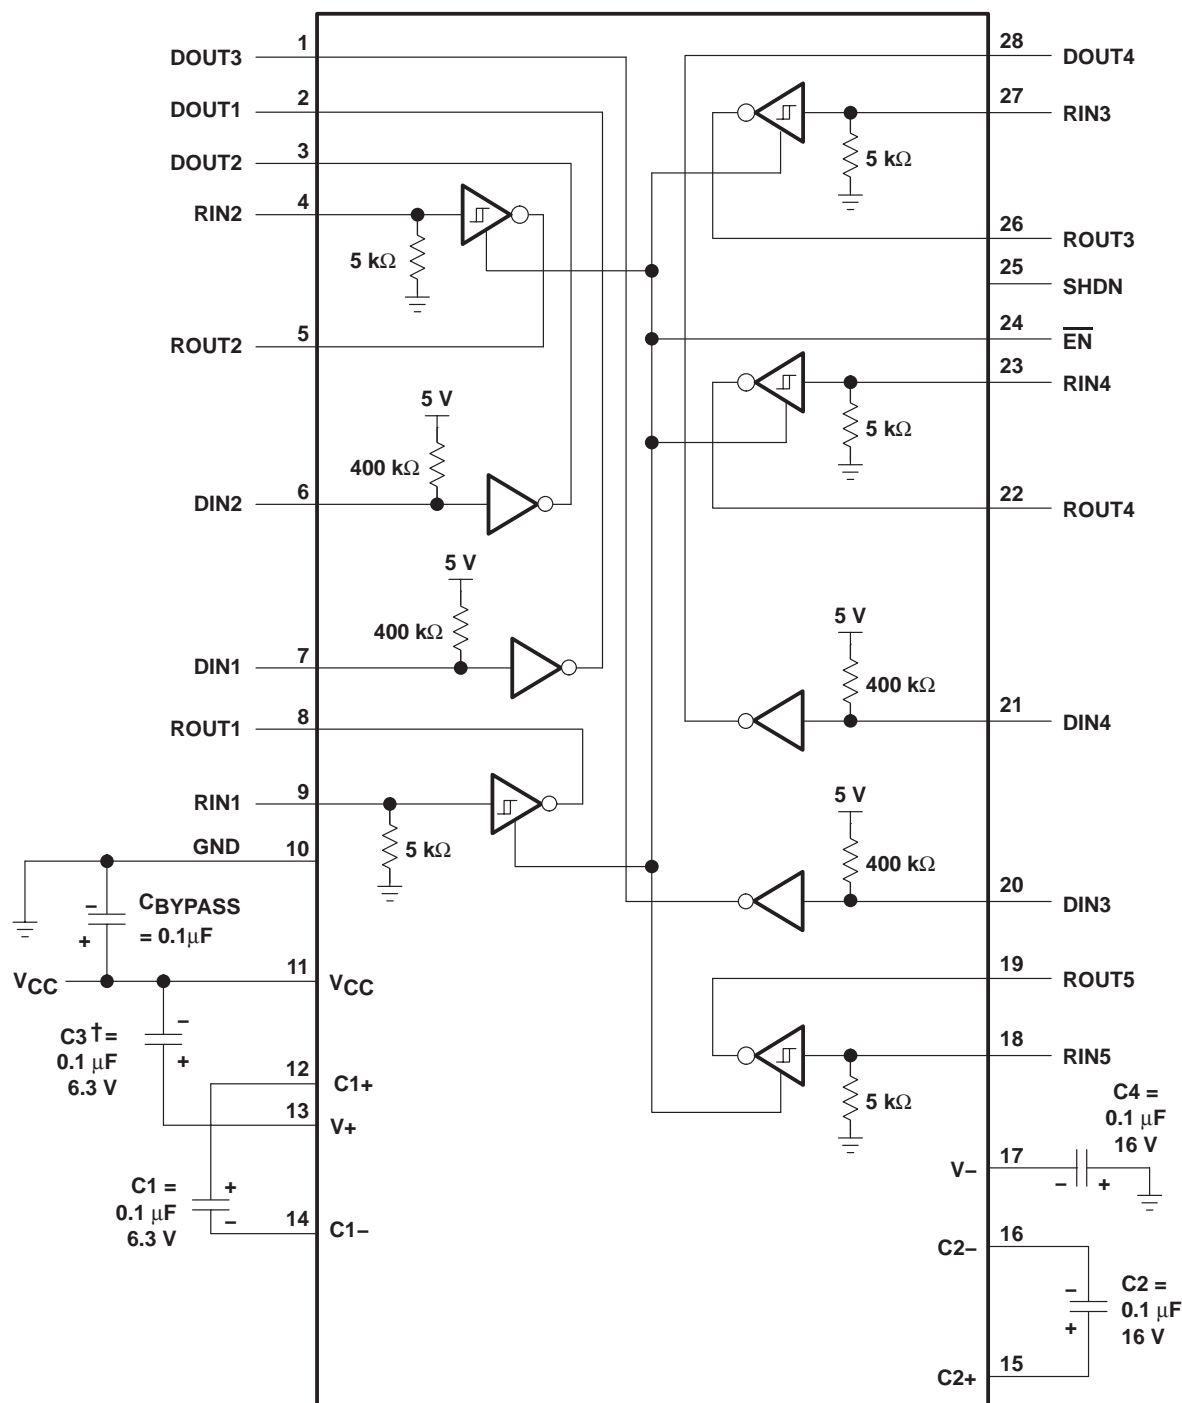 DOUT3 1
DOUT1 2
DOUT2 3
RIN2 4
5 kΩ
ROUT2 5
5 V
400 kΩ
DIN2 6
5 V
400 kΩ
DIN1 7
ROUT1 8
RIN1 9
5 kΩ
GND 10
CBYPASS
= 0.1μF
–
+
VCC 11 VCC
C3† =
0.1 μF
6.3 V
–
+
12 C1+
13 V+
C1 =
0.1 μF
6.3 V
+
–
14 C1–
28 DOUT4
27 RIN3
5 kΩ
26 ROUT3
25 SHDN
24 EN
23 RIN4
5 kΩ
22 ROUT4
5 V
400 kΩ
21 DIN4
5 V
400 kΩ
20 DIN3
19 ROUT5
18 RIN5
5 kΩ
C4 =
0.1 μF
16 V
V– 17
– +
C2– 16
–
+
C2 =
0.1 μF
16 V
C2+ 15